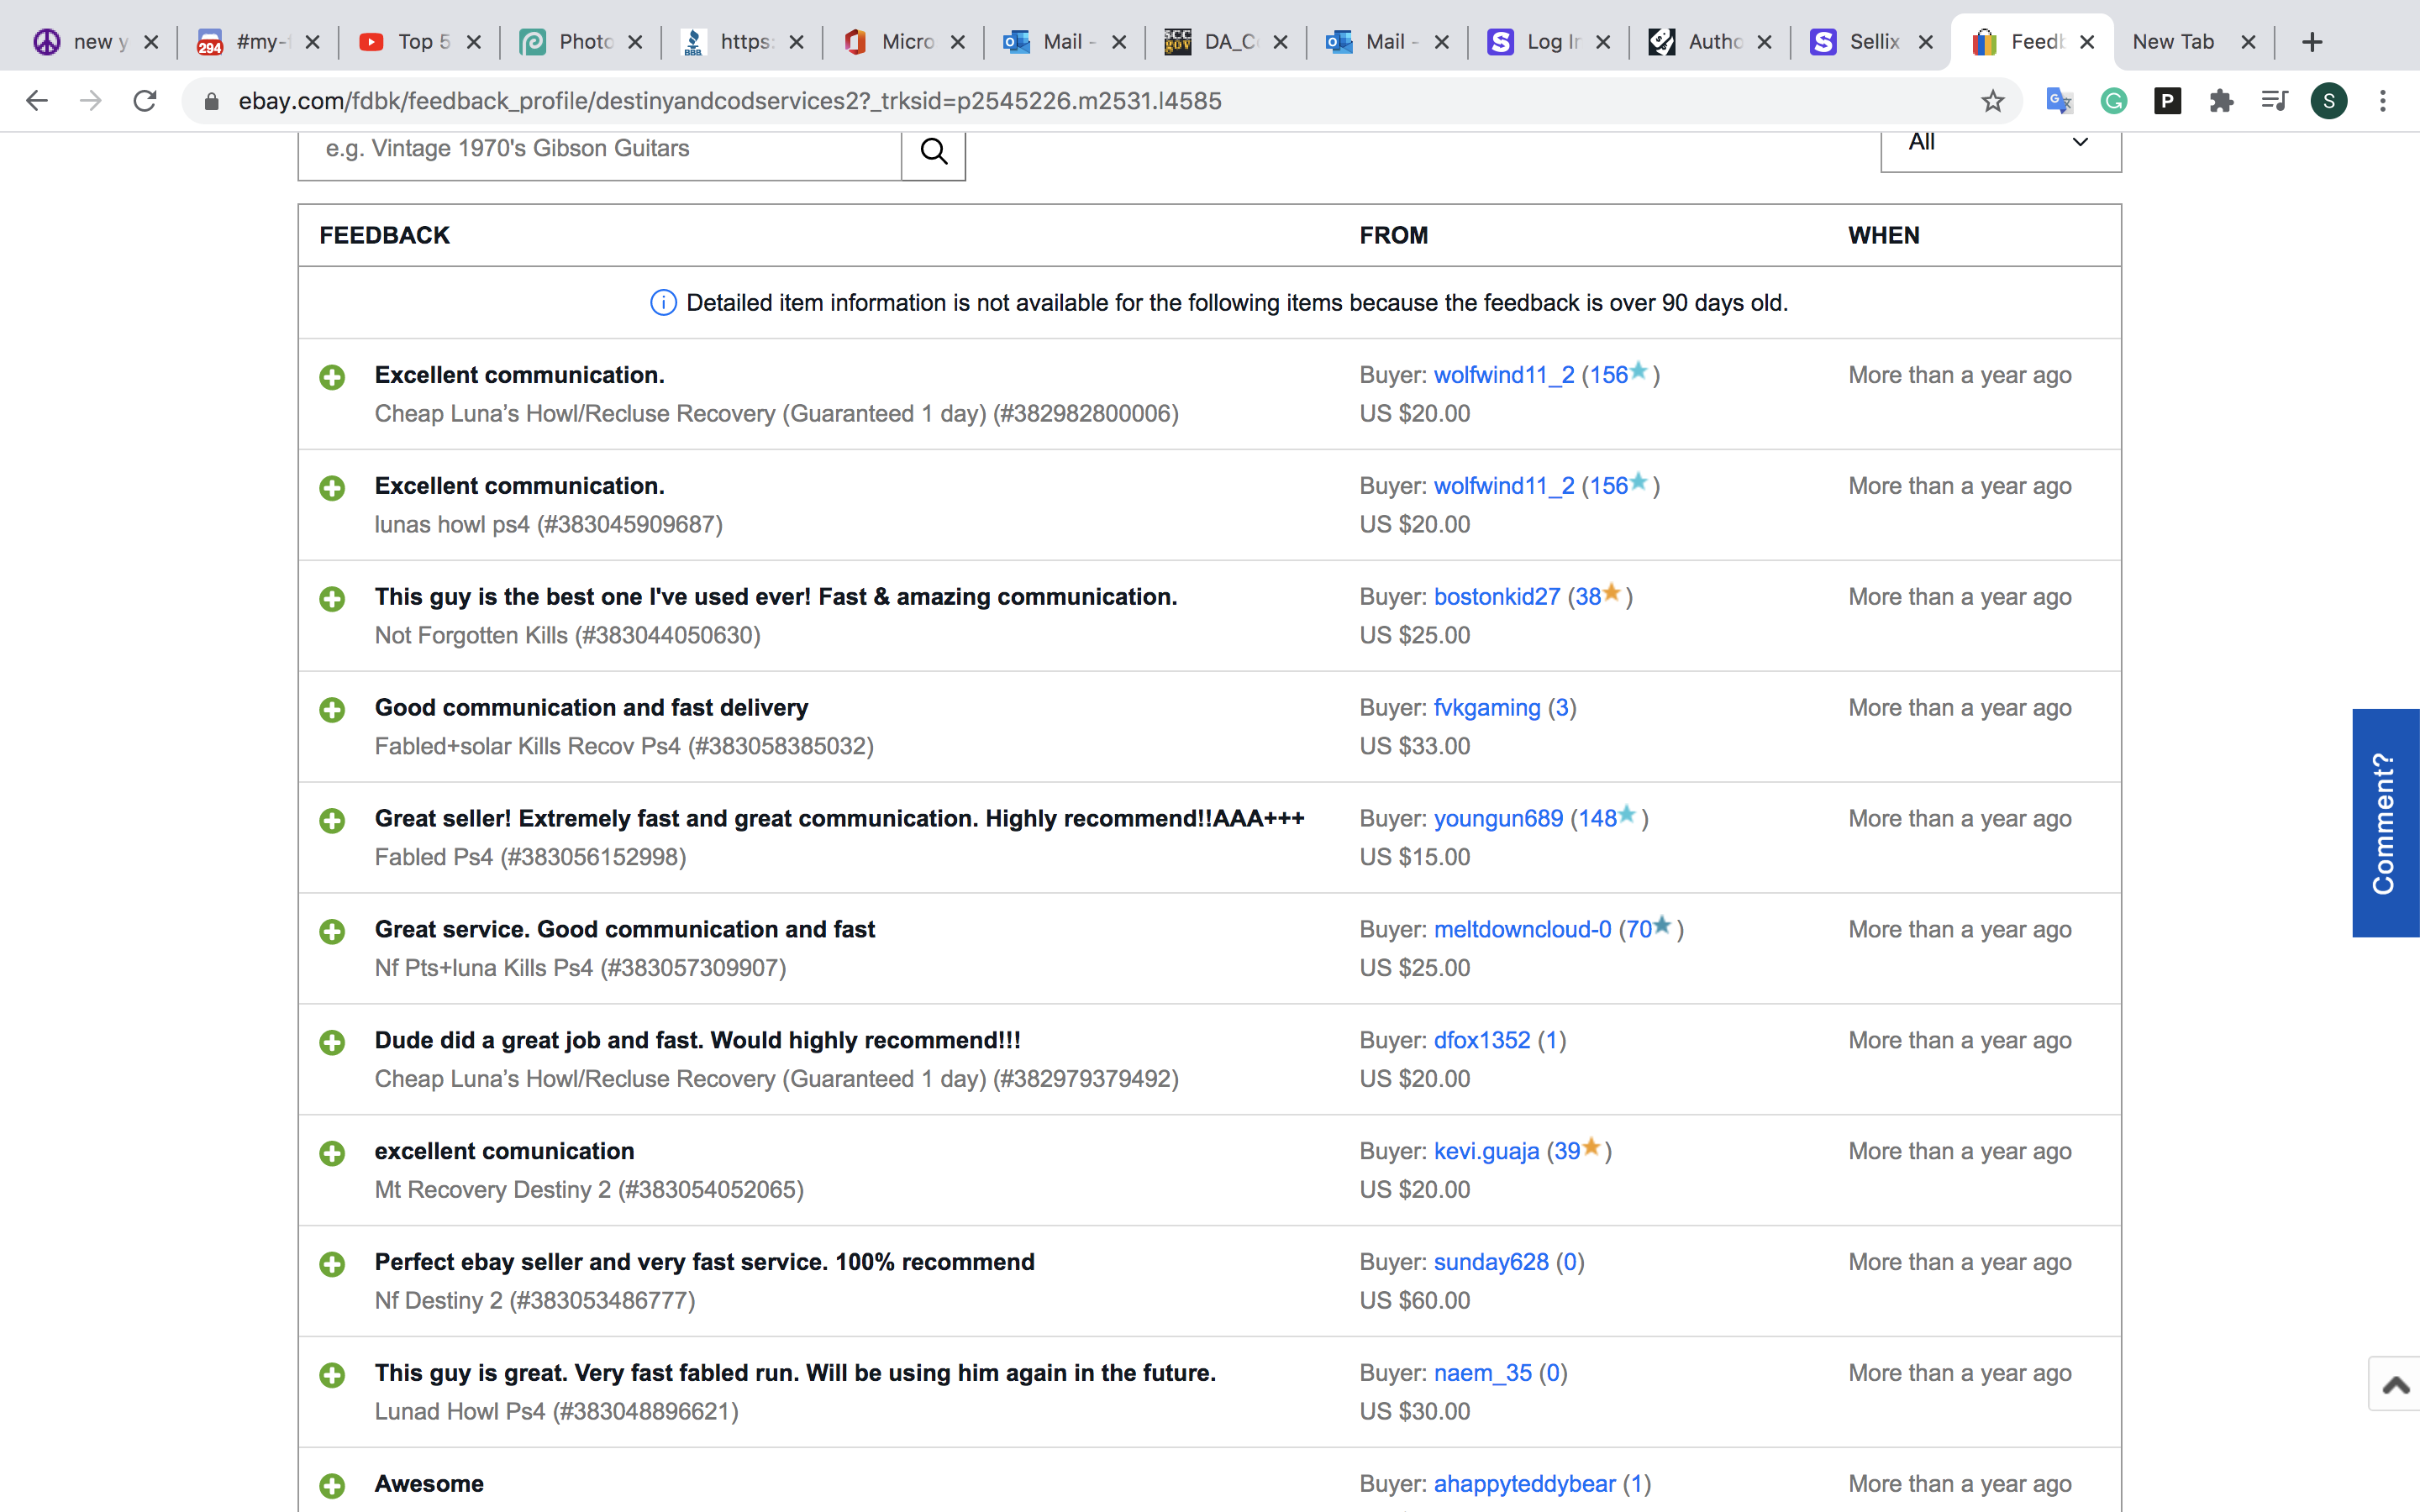 new y
294
#my-
Top 5
Photo
BBB
https:
Micro
Mail -
SCC gov
DA_C
Mail -
Log In
Autho
Sellix
Feedb
New Tab
ebay.com/fdbk/feedback_profile/destinyandcodservices2?_trksid=p2545226.m2531.l4585
G
P
S
e.g. Vintage 1970's Gibson Guitars
All
FEEDBACK FROM WHEN
Detailed item information is not available for the following items because the feedback is over 90 days old.
Excellent communication. Buyer: wolfwind11_2 (156) More than a year ago
Cheap Luna’s Howl/Recluse Recovery (Guaranteed 1 day) (#382982800006) US $20.00
Excellent communication. Buyer: wolfwind11_2 (156) More than a year ago
lunas howl ps4 (#383045909687) US $20.00
This guy is the best one I've used ever! Fast & amazing communication. Buyer: bostonkid27 (38) More than a year ago
Not Forgotten Kills (#383044050630) US $25.00
Good communication and fast delivery Buyer: fvkgaming (3) More than a year ago
Fabled+solar Kills Recov Ps4 (#383058385032) US $33.00
Great seller! Extremely fast and great communication. Highly recommend!!AAA+++ Buyer: youngun689 (148) More than a year ago
Fabled Ps4 (#383056152998) US $15.00
Great service. Good communication and fast Buyer: meltdowncloud-0 (70) More than a year ago
Nf Pts+luna Kills Ps4 (#383057309907) US $25.00
Dude did a great job and fast. Would highly recommend!!! Buyer: dfox1352 (1) More than a year ago
Cheap Luna’s Howl/Recluse Recovery (Guaranteed 1 day) (#382979379492) US $20.00
excellent comunication Buyer: kevi.guaja (39) More than a year ago
Mt Recovery Destiny 2 (#383054052065) US $20.00
Perfect ebay seller and very fast service. 100% recommend Buyer: sunday628 (0) More than a year ago
Nf Destiny 2 (#383053486777) US $60.00
This guy is great. Very fast fabled run. Will be using him again in the future. Buyer: naem_35 (0) More than a year ago
Lunad Howl Ps4 (#383048896621) US $30.00
Awesome Buyer: ahappyteddybear (1) More than a year ago
Comment?